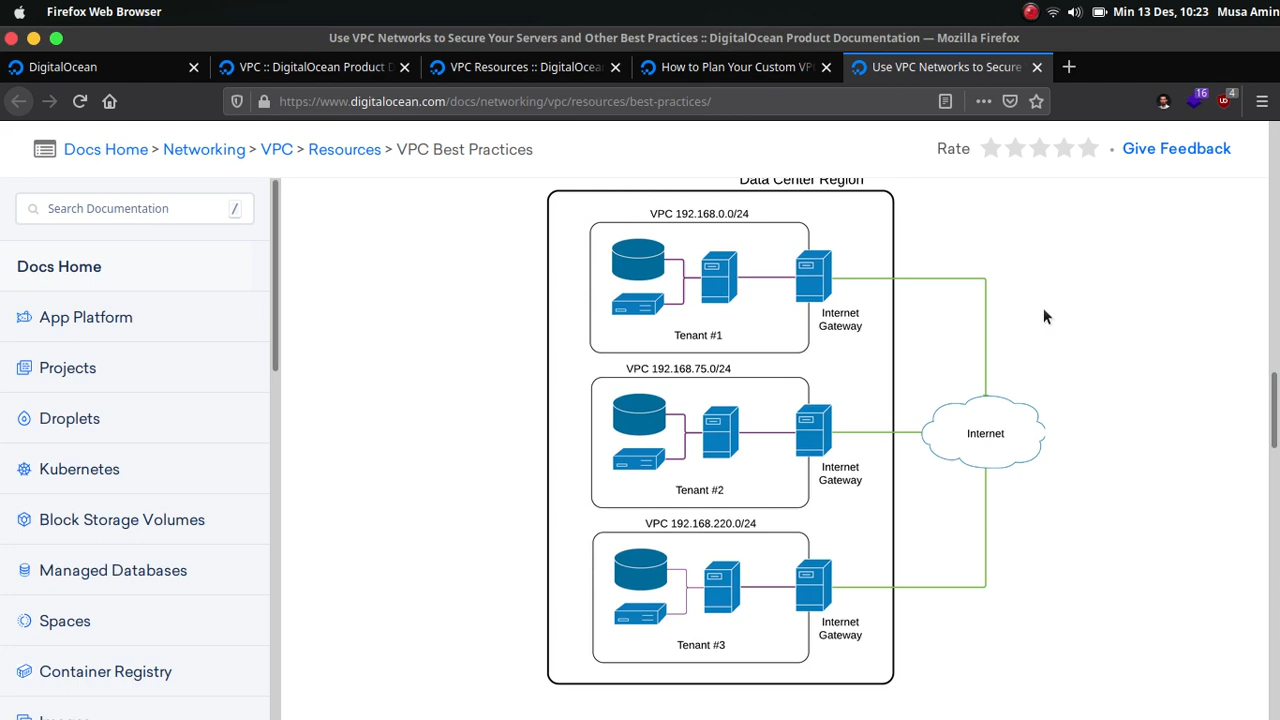 Firefox Web Browser
Min 13 Des, 10:23 Musa Amin
Use VPC Networks to Secure Your Servers and Other Best Practices :: DigitalOcean Product Documentation — Mozilla Firefox
DigitalOcean
VPC :: DigitalOcean Product D
VPC Resources :: DigitalOcean
How to Plan Your Custom VP
Use VPC Networks to Secure
https://www.digitalocean.com/docs/networking/vpc/resources/best-practices/
16
4
Docs Home > Networking > VPC > Resources > VPC Best Practices
Rate
Give Feedback
Search Documentation /
Docs Home
App Platform
Projects
Droplets
Kubernetes
Block Storage Volumes
Managed Databases
Spaces
Container Registry
Data Center Region
VPC 192.168.0.0/24
Internet
Gateway
Tenant #1
VPC 192.168.75.0/24
Internet
Internet
Gateway
Tenant #2
VPC 192.168.220.0/24
Internet
Gateway
Tenant #3